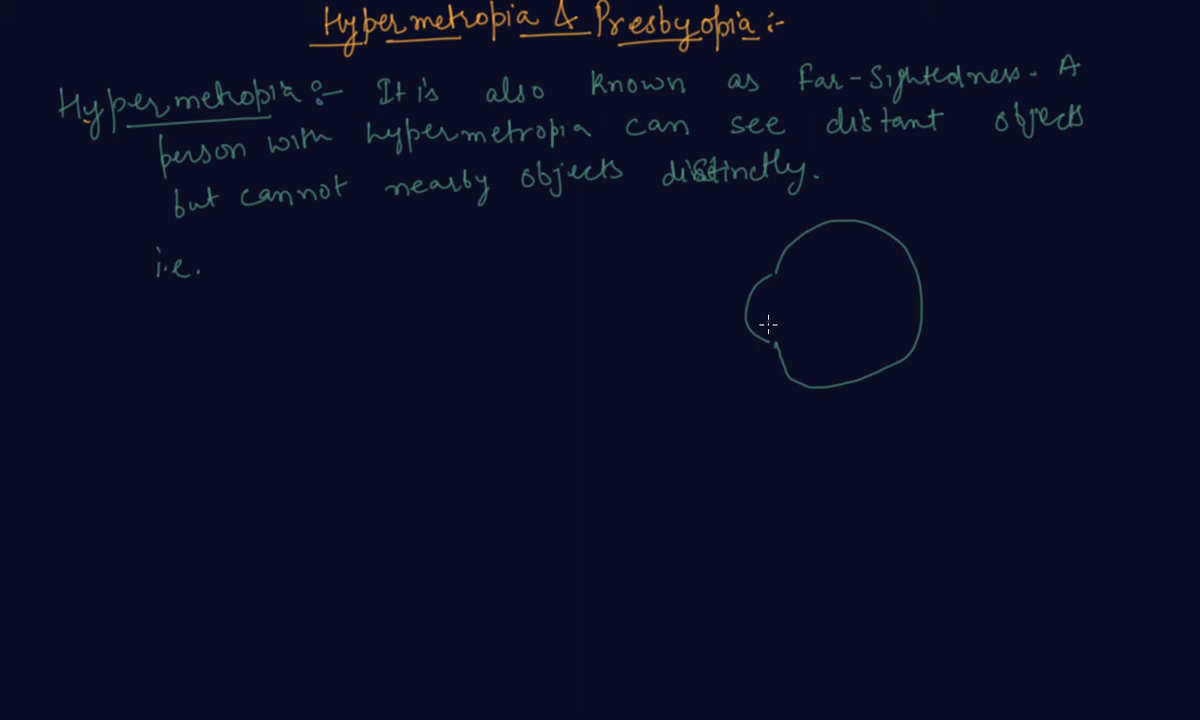 Hypermetropia & Presbyopia :-
Hypermetropia :- It is also known as Far-Sightedness. A
person with hypermetropia can see distant objects
but cannot nearby objects distinctly.
i.e.